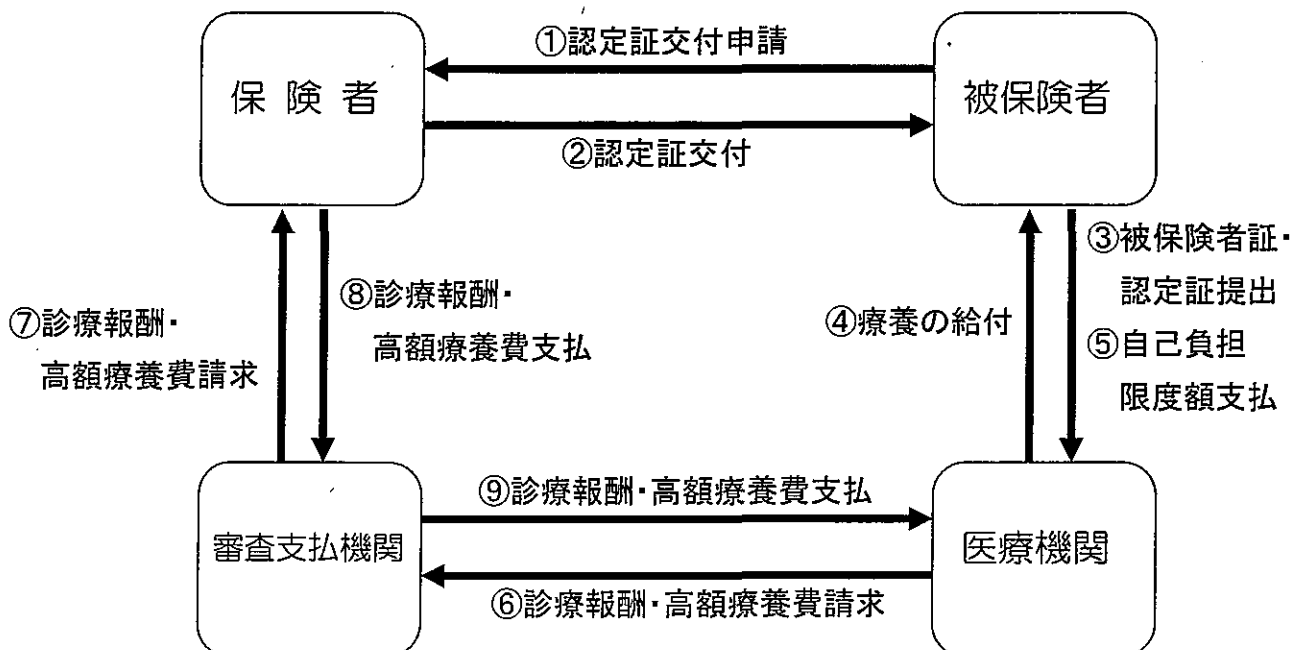 ①認定証交付申請
保険者
被保険者
②認定証交付
③被保険者証・
認定証提出
④療養の給付
⑤自己負担
限度額支払
⑦診療報酬・
高額療養費請求
⑧診療報酬・
高額療養費支払
⑨診療報酬・高額療養費支払
審査支払機関
医療機関
⑥診療報酬・高額療養費請求